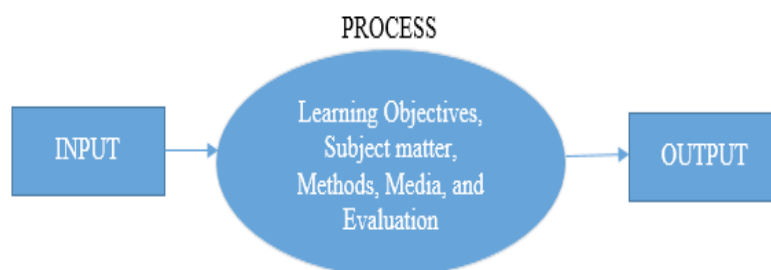 PROCESS
INPUT
Learning Objectives,
Subject matter,
Methods, Media, and
Evaluation
OUTPUT